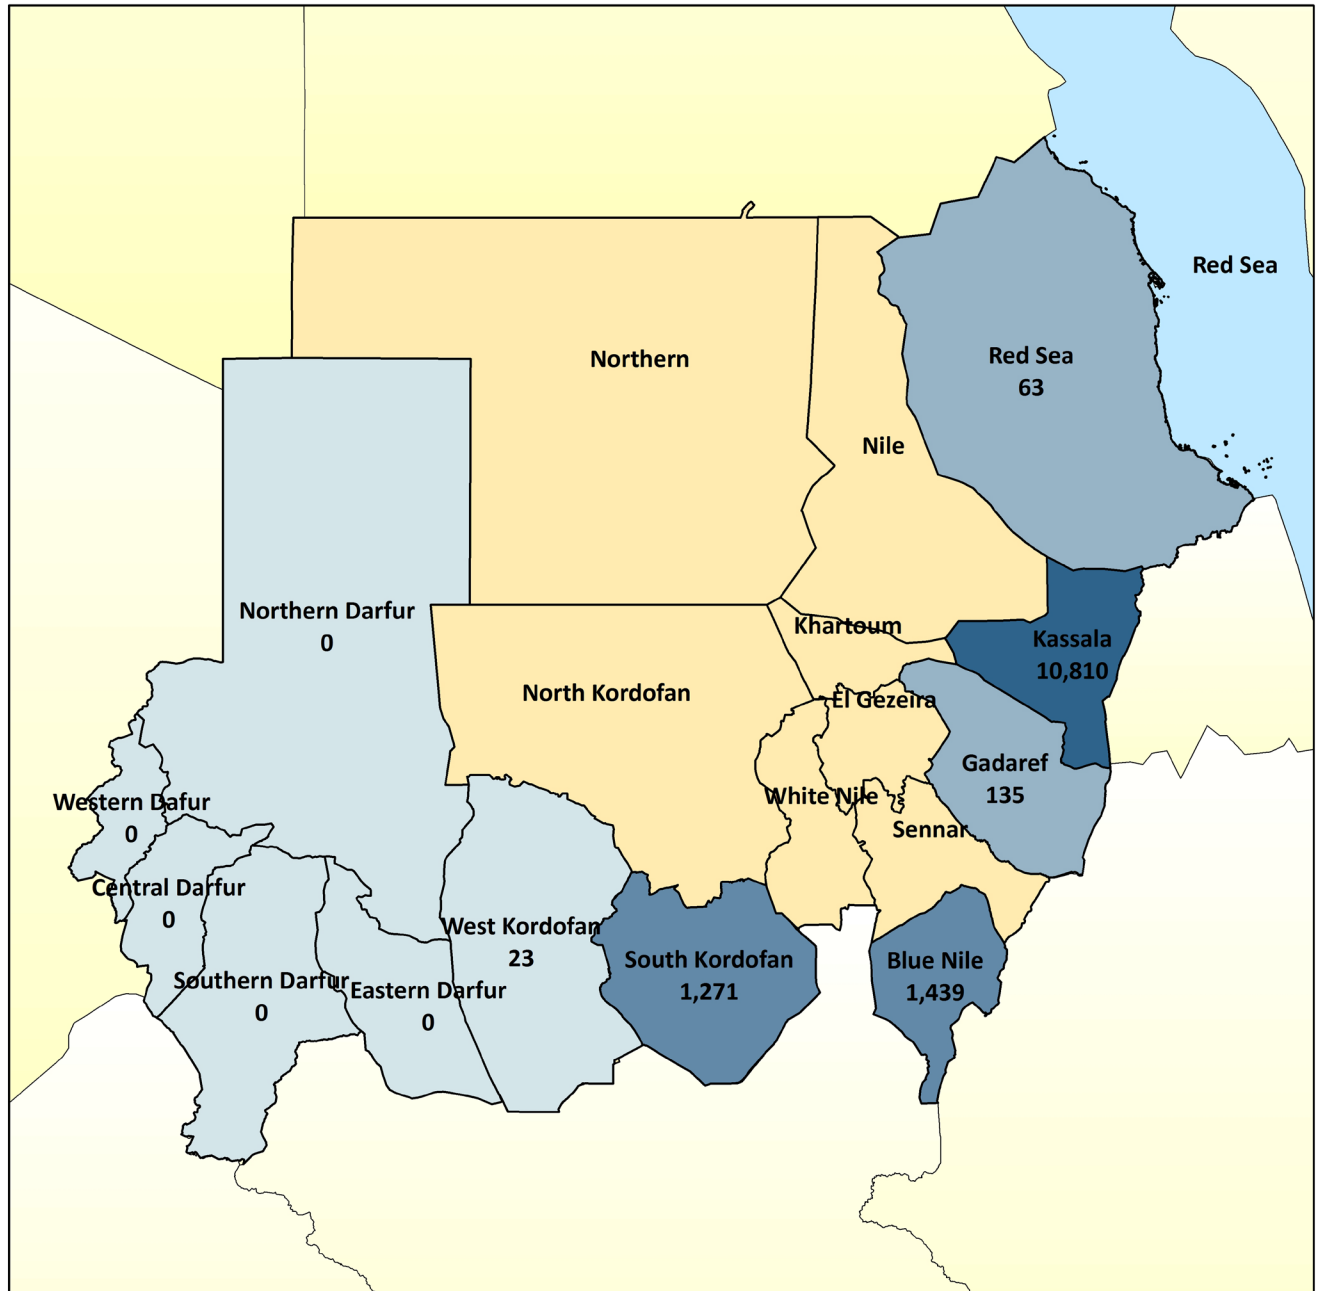 Red Sea
Northern
Red Sea
63
Nile
Northern Darfur
0
Khartoum
Kassala
10,810
North Kordofan
El Gezeira
Gadaref
135
Western Dafur
0
White Nile
Sennar
Central Darfur
0
West Kordofan
23
South Kordofan
1,271
Blue Nile
1,439
Southern Darfur
0
Eastern Darfur
0